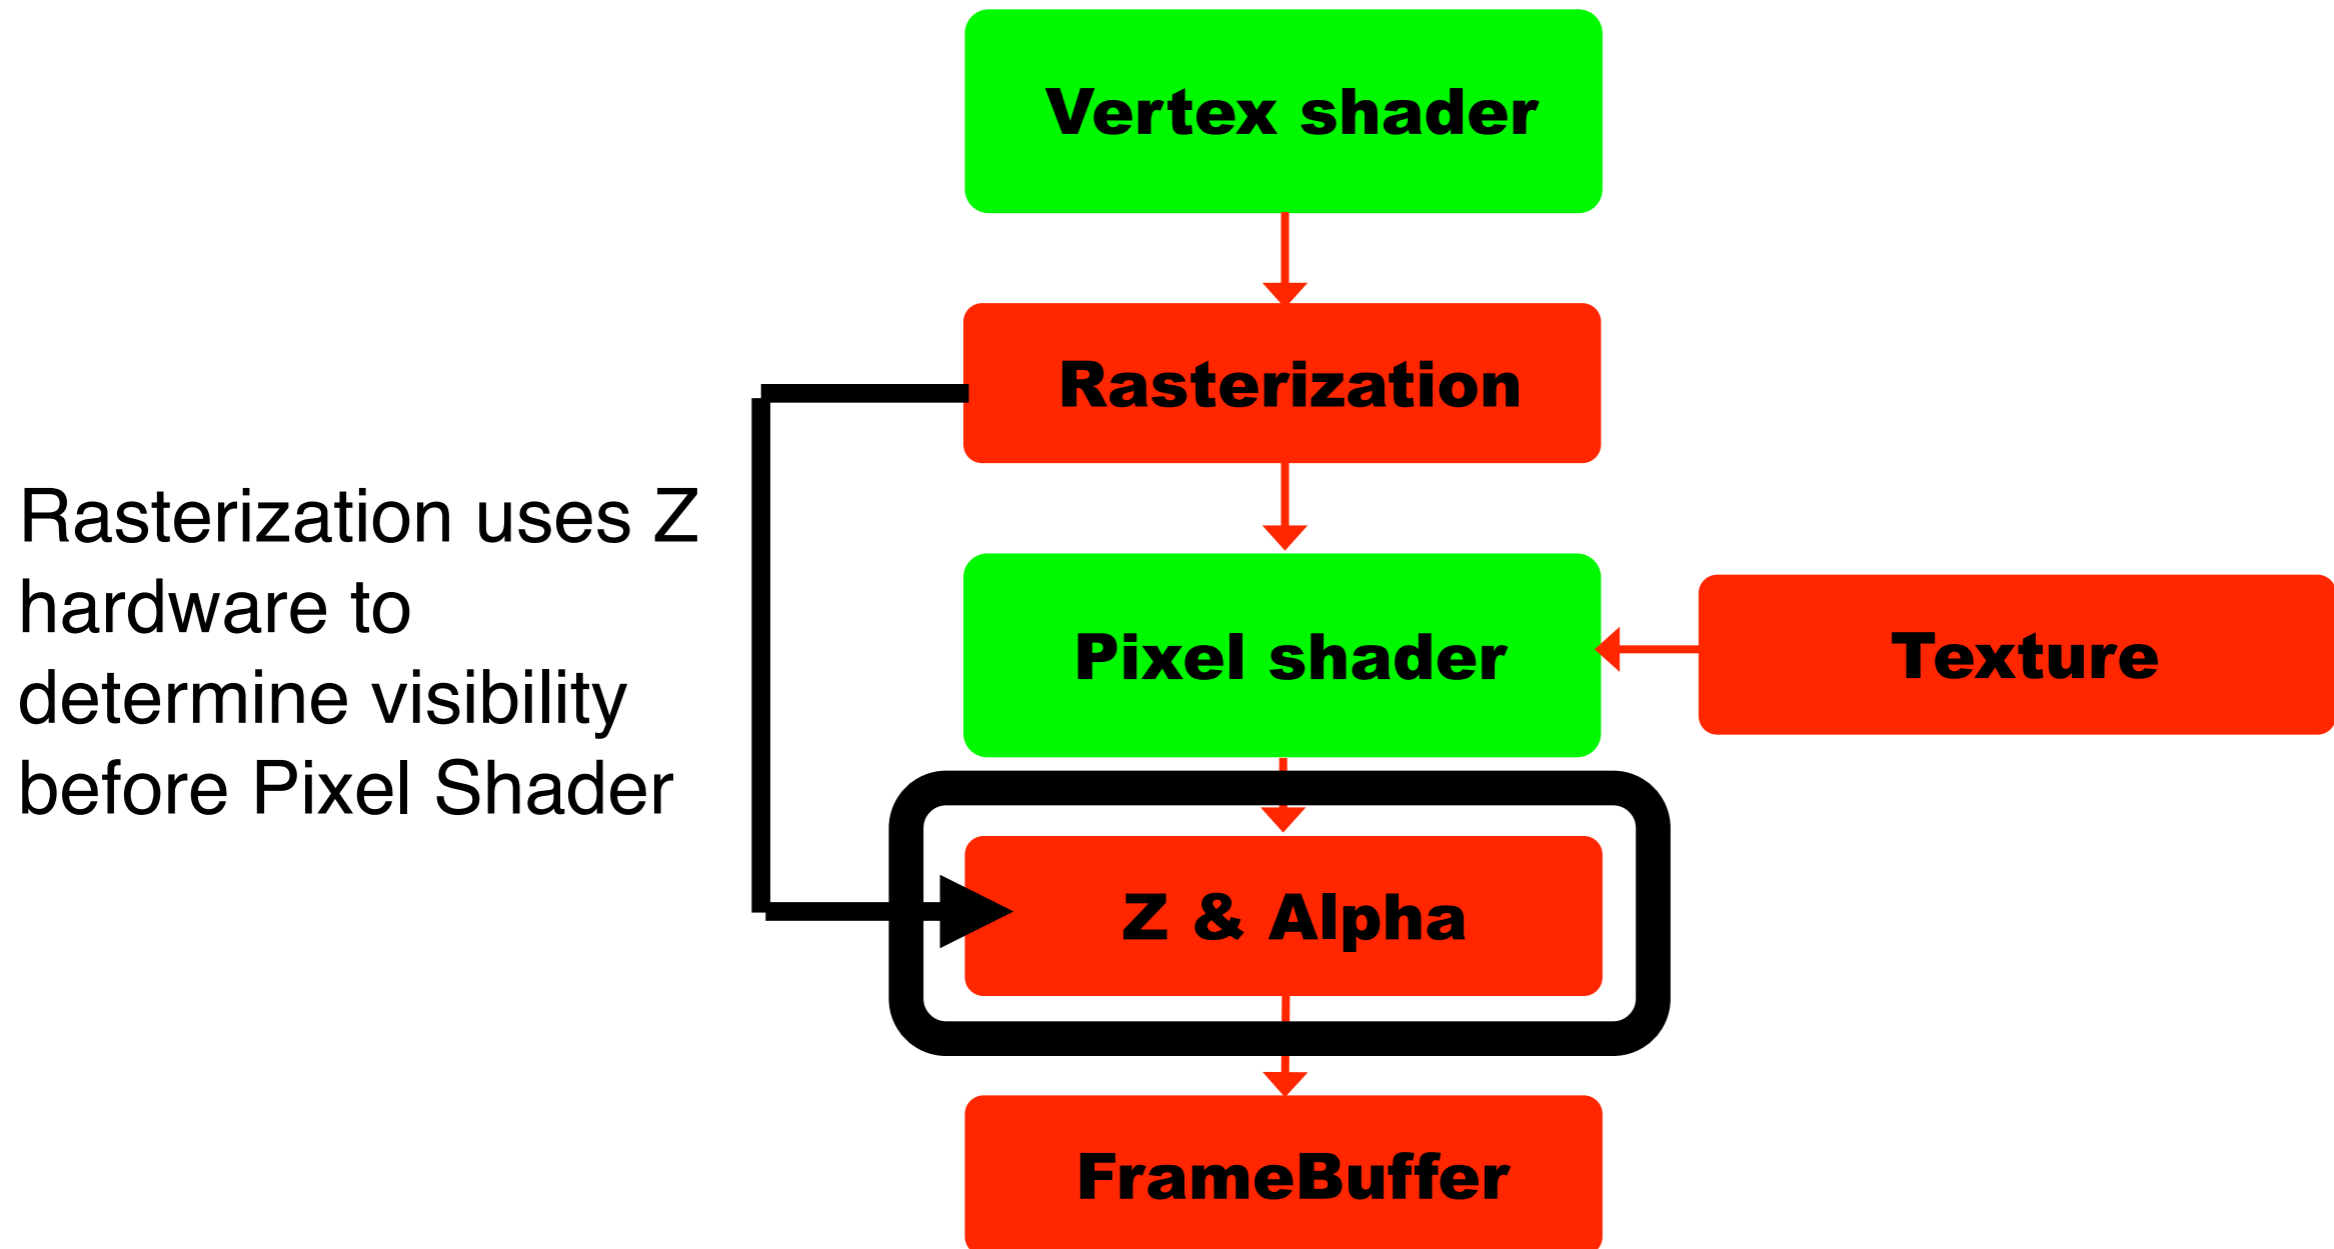 Vertex shader
Rasterization
Rasterization uses Z
hardware to
determine visibility
before Pixel Shader
Pixel shader
Texture
Z & Alpha
FrameBuffer